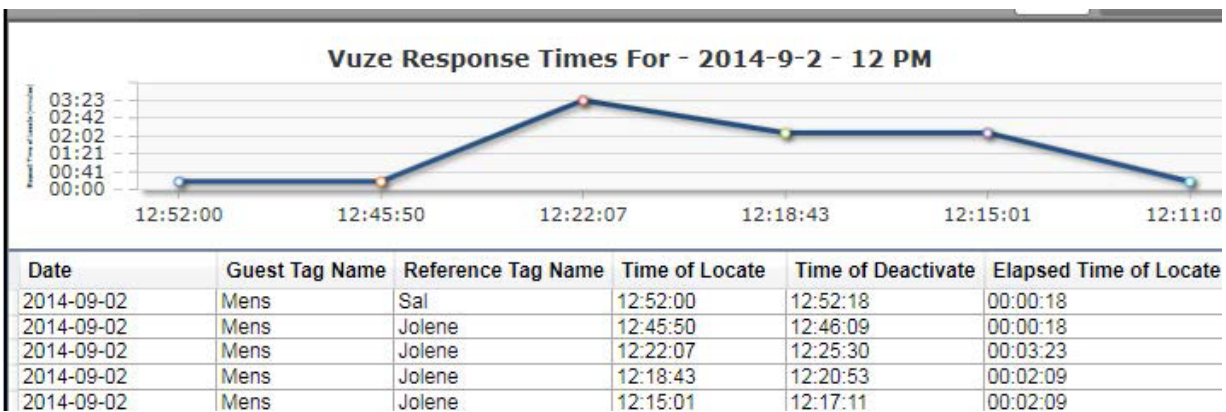 Vuze Response Times For - 2014-9-2 - 12 PM
03:23
02:42
02:02
01:21
00:41
00:00
12:52:00 12:45:50 12:22:07 12:18:43 12:15:01 12:11:0
Date Guest Tag Name Reference Tag Name Time of Locate Time of Deactivate Elapsed Time of Locate
2014-09-02 Mens Sal 12:52:00 12:52:18 00:00:18
2014-09-02 Mens Jolene 12:45:50 12:46:09 00:00:18
2014-09-02 Mens Jolene 12:22:07 12:25:30 00:03:23
2014-09-02 Mens Jolene 12:18:43 12:20:53 00:02:09
2014-09-02 Mens Jolene 12:15:01 12:17:11 00:02:09